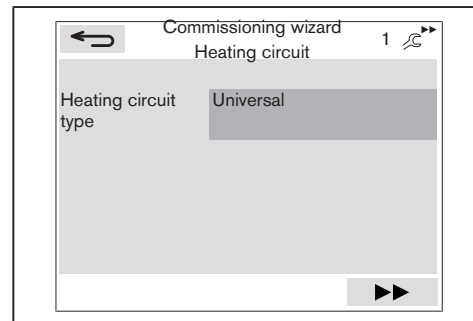 Commissioning wizard
Heating circuit
1
Heating circuit
type
Universal